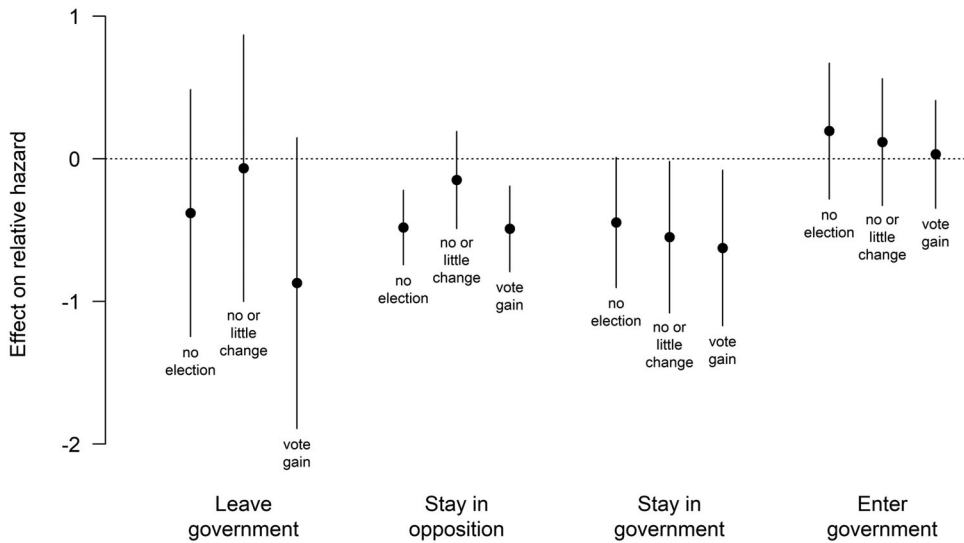 Effect on relative hazard
1
0
-1
-2
no
election
no or
little
change
vote
gain
no
election
no or
little
change
vote
gain
no
election
no or
little
change
vote
gain
no
election
no or
little
change
vote
gain
Leave
government
Stay in
opposition
Stay in
government
Enter
government